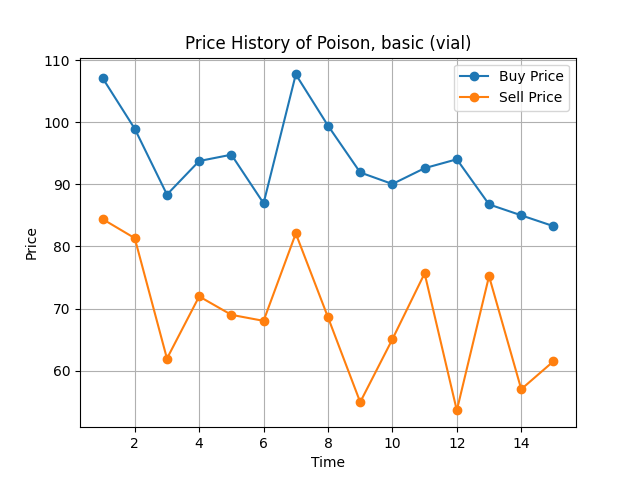 Price History of Poison, basic (vial)
Buy Price
Sell Price
Price
110
100
90
80
70
60
2 4 6 8 10 12 14
Time